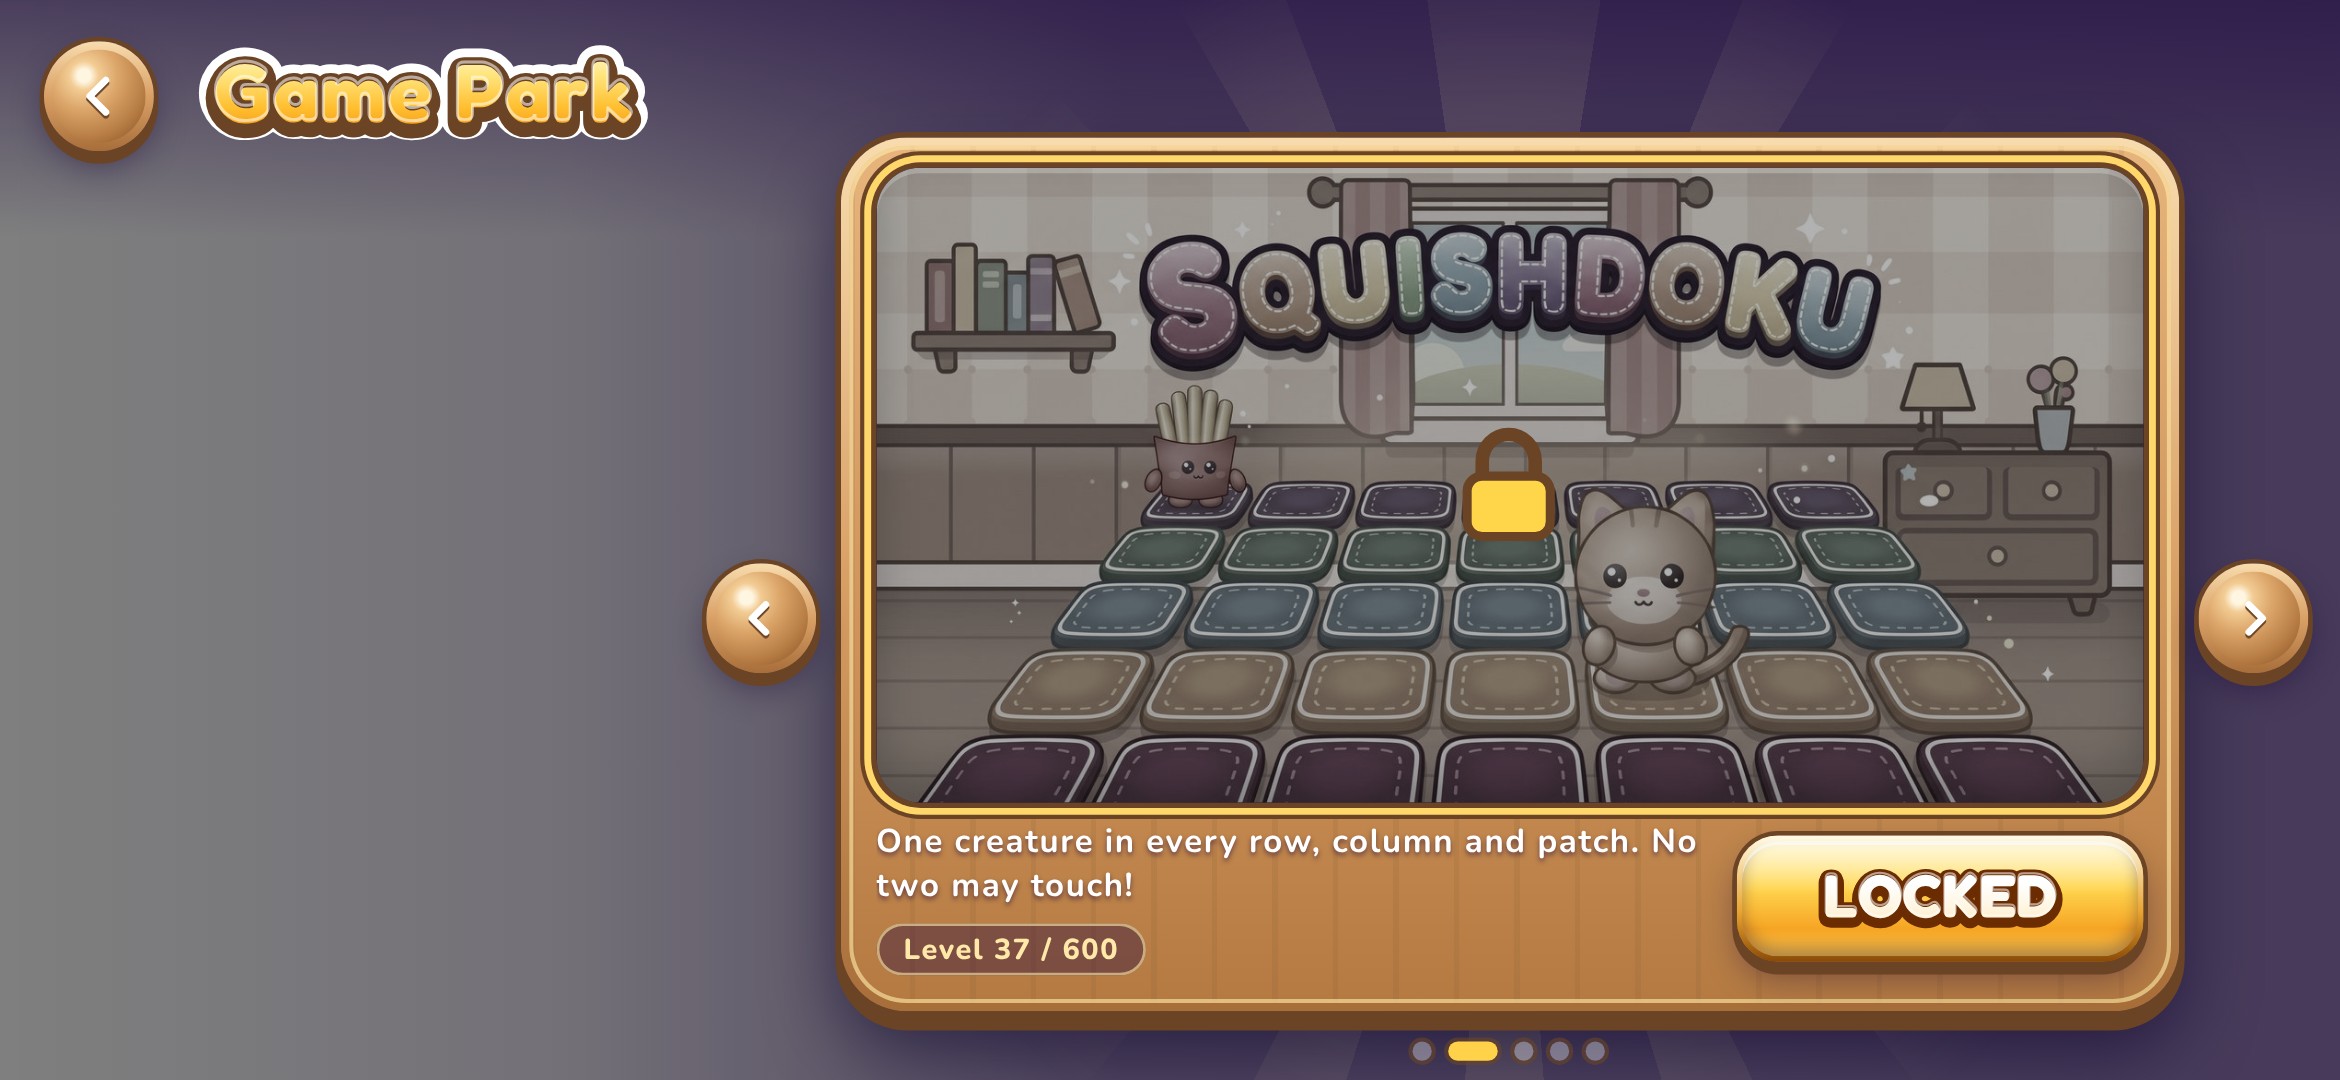 Game Park
SQUISHDOKU
One creature in every row, column and patch. No
two may touch!
Level 37 / 600
LOCKED